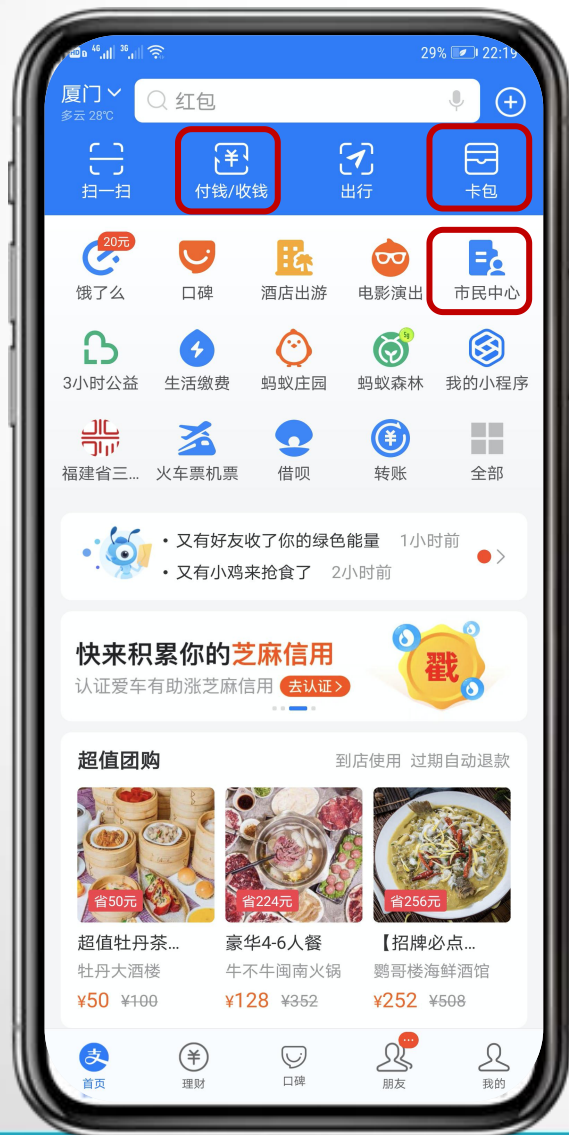 HD 4G 3G 29% 22:19
厦门 红包
多云 28℃
扫一扫 付钱/收钱 出行 卡包
20元
饿了么 口碑 酒店出游 电影演出 市民中心
5g
3小时公益 生活缴费 蚂蚁庄园 蚂蚁森林 我的小程序
福建省三... 火车票机票 借呗 转账 全部
• 又有好友收了你的绿色能量 1小时前
• 又有小鸡来抢食了 2小时前
快来积累你的芝麻信用
戳
认证爱车有助涨芝麻信用 去认证>
超值团购 到店使用 过期自动退款
省50元 省224元 省256元
超值牡丹茶... 豪华4-6人餐 【招牌必点...
牡丹大酒楼 牛不牛闽南火锅 鹦哥楼海鲜酒馆
¥50 ¥100 ¥128 ¥352 ¥252 ¥508
支 ¥
首页 理财 口碑 朋友 我的